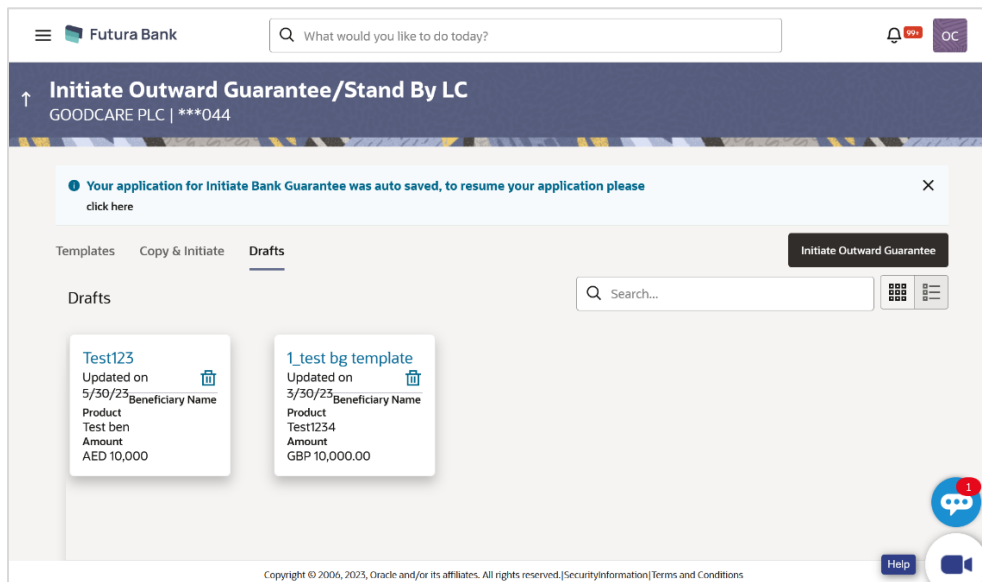 Futura Bank
What would you like to do today?
99+
OC
Initiate Outward Guarantee/Stand By LC
GOODCARE PLC | ***044
Your application for Initiate Bank Guarantee was auto saved, to resume your application please
click here
Templates
Copy & Initiate
Drafts
Initiate Outward Guarantee
Drafts
Search...
Test123
Updated on
5/30/23
Beneficiary Name
Product
Test ben
Amount
AED 10,000
1_test bg template
Updated on
3/30/23
Beneficiary Name
Product
Test1234
Amount
GBP 10,000.00
1
Help
Copyright © 2006, 2023, Oracle and/or its affiliates. All rights reserved.|SecurityInformation|Terms and Conditions